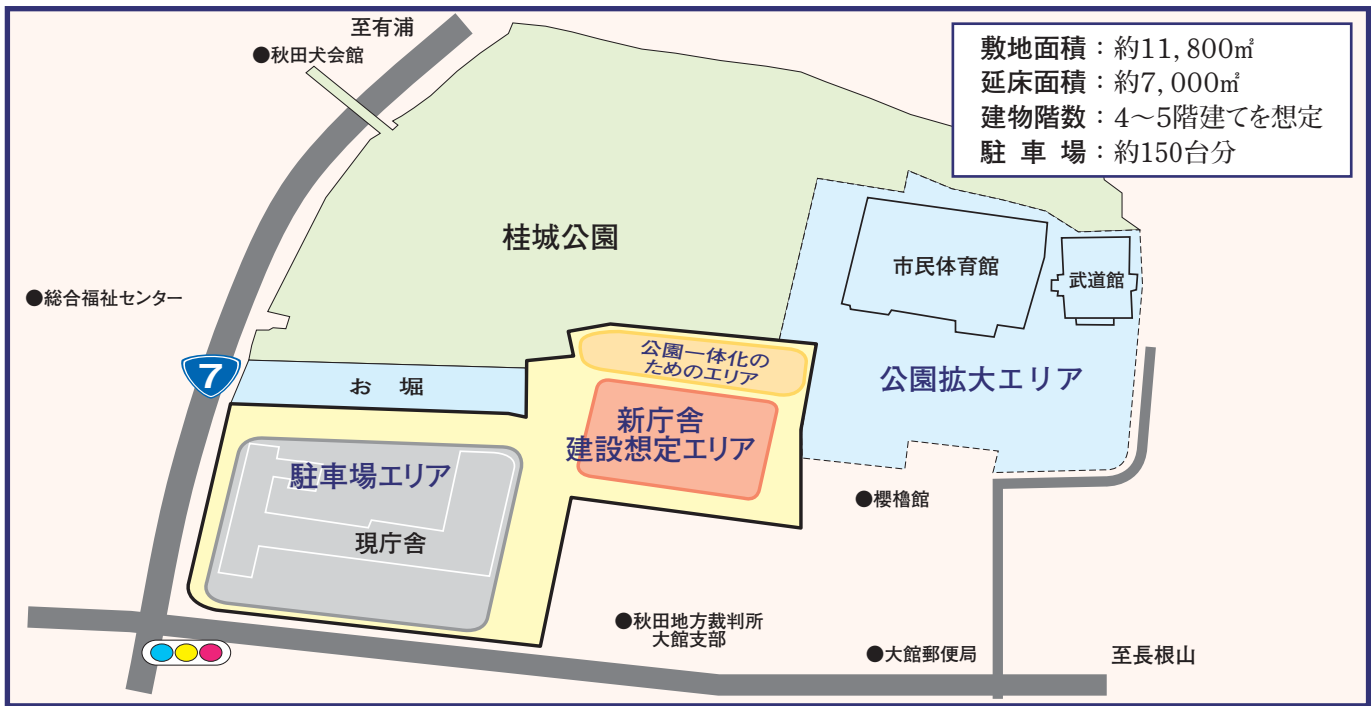 至有浦
●秋田犬会館
敷地面積：約11,800㎡
延床面積：約7,000㎡
建物階数：4～5階建てを想定
駐車場：約150台分
桂城公園
市民体育館
武道館
●総合福祉センター
7
お堀
公園一体化の
ためのエリア
公園拡大エリア
新庁舎
建設想定エリア
駐車場エリア
現庁舎
●櫻櫓館
●秋田地方裁判所
大館支部
●大館郵便局
至長根山